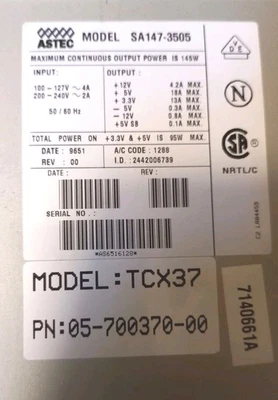 ASTEC MODEL SA147-3505
MAXIMUM CONTINUOUS OUTPUT POWER IS 145W
INPUT: OUTPUT:
100-127V ~ 4A +12V 4.2A MAX.
200-240V ~ 2A +5V 18A MAX.
+3.3V 13A MAX.
50/60 Hz -5V 0.3A MAX.
-12V 0.8A MAX.
+5V SB 0.1A MAX.
TOTAL POWER ON +3.3V & +5V IS 95W MAX.
DATE: 9651 A/C CODE: 1288
REV: 00 I.D.: 2442006739
SERIAL NO.:
*AS6516120*
VDE
N
SA
NRTL/C
MODEL:TCX37
PN:05-700370-00
7140661A